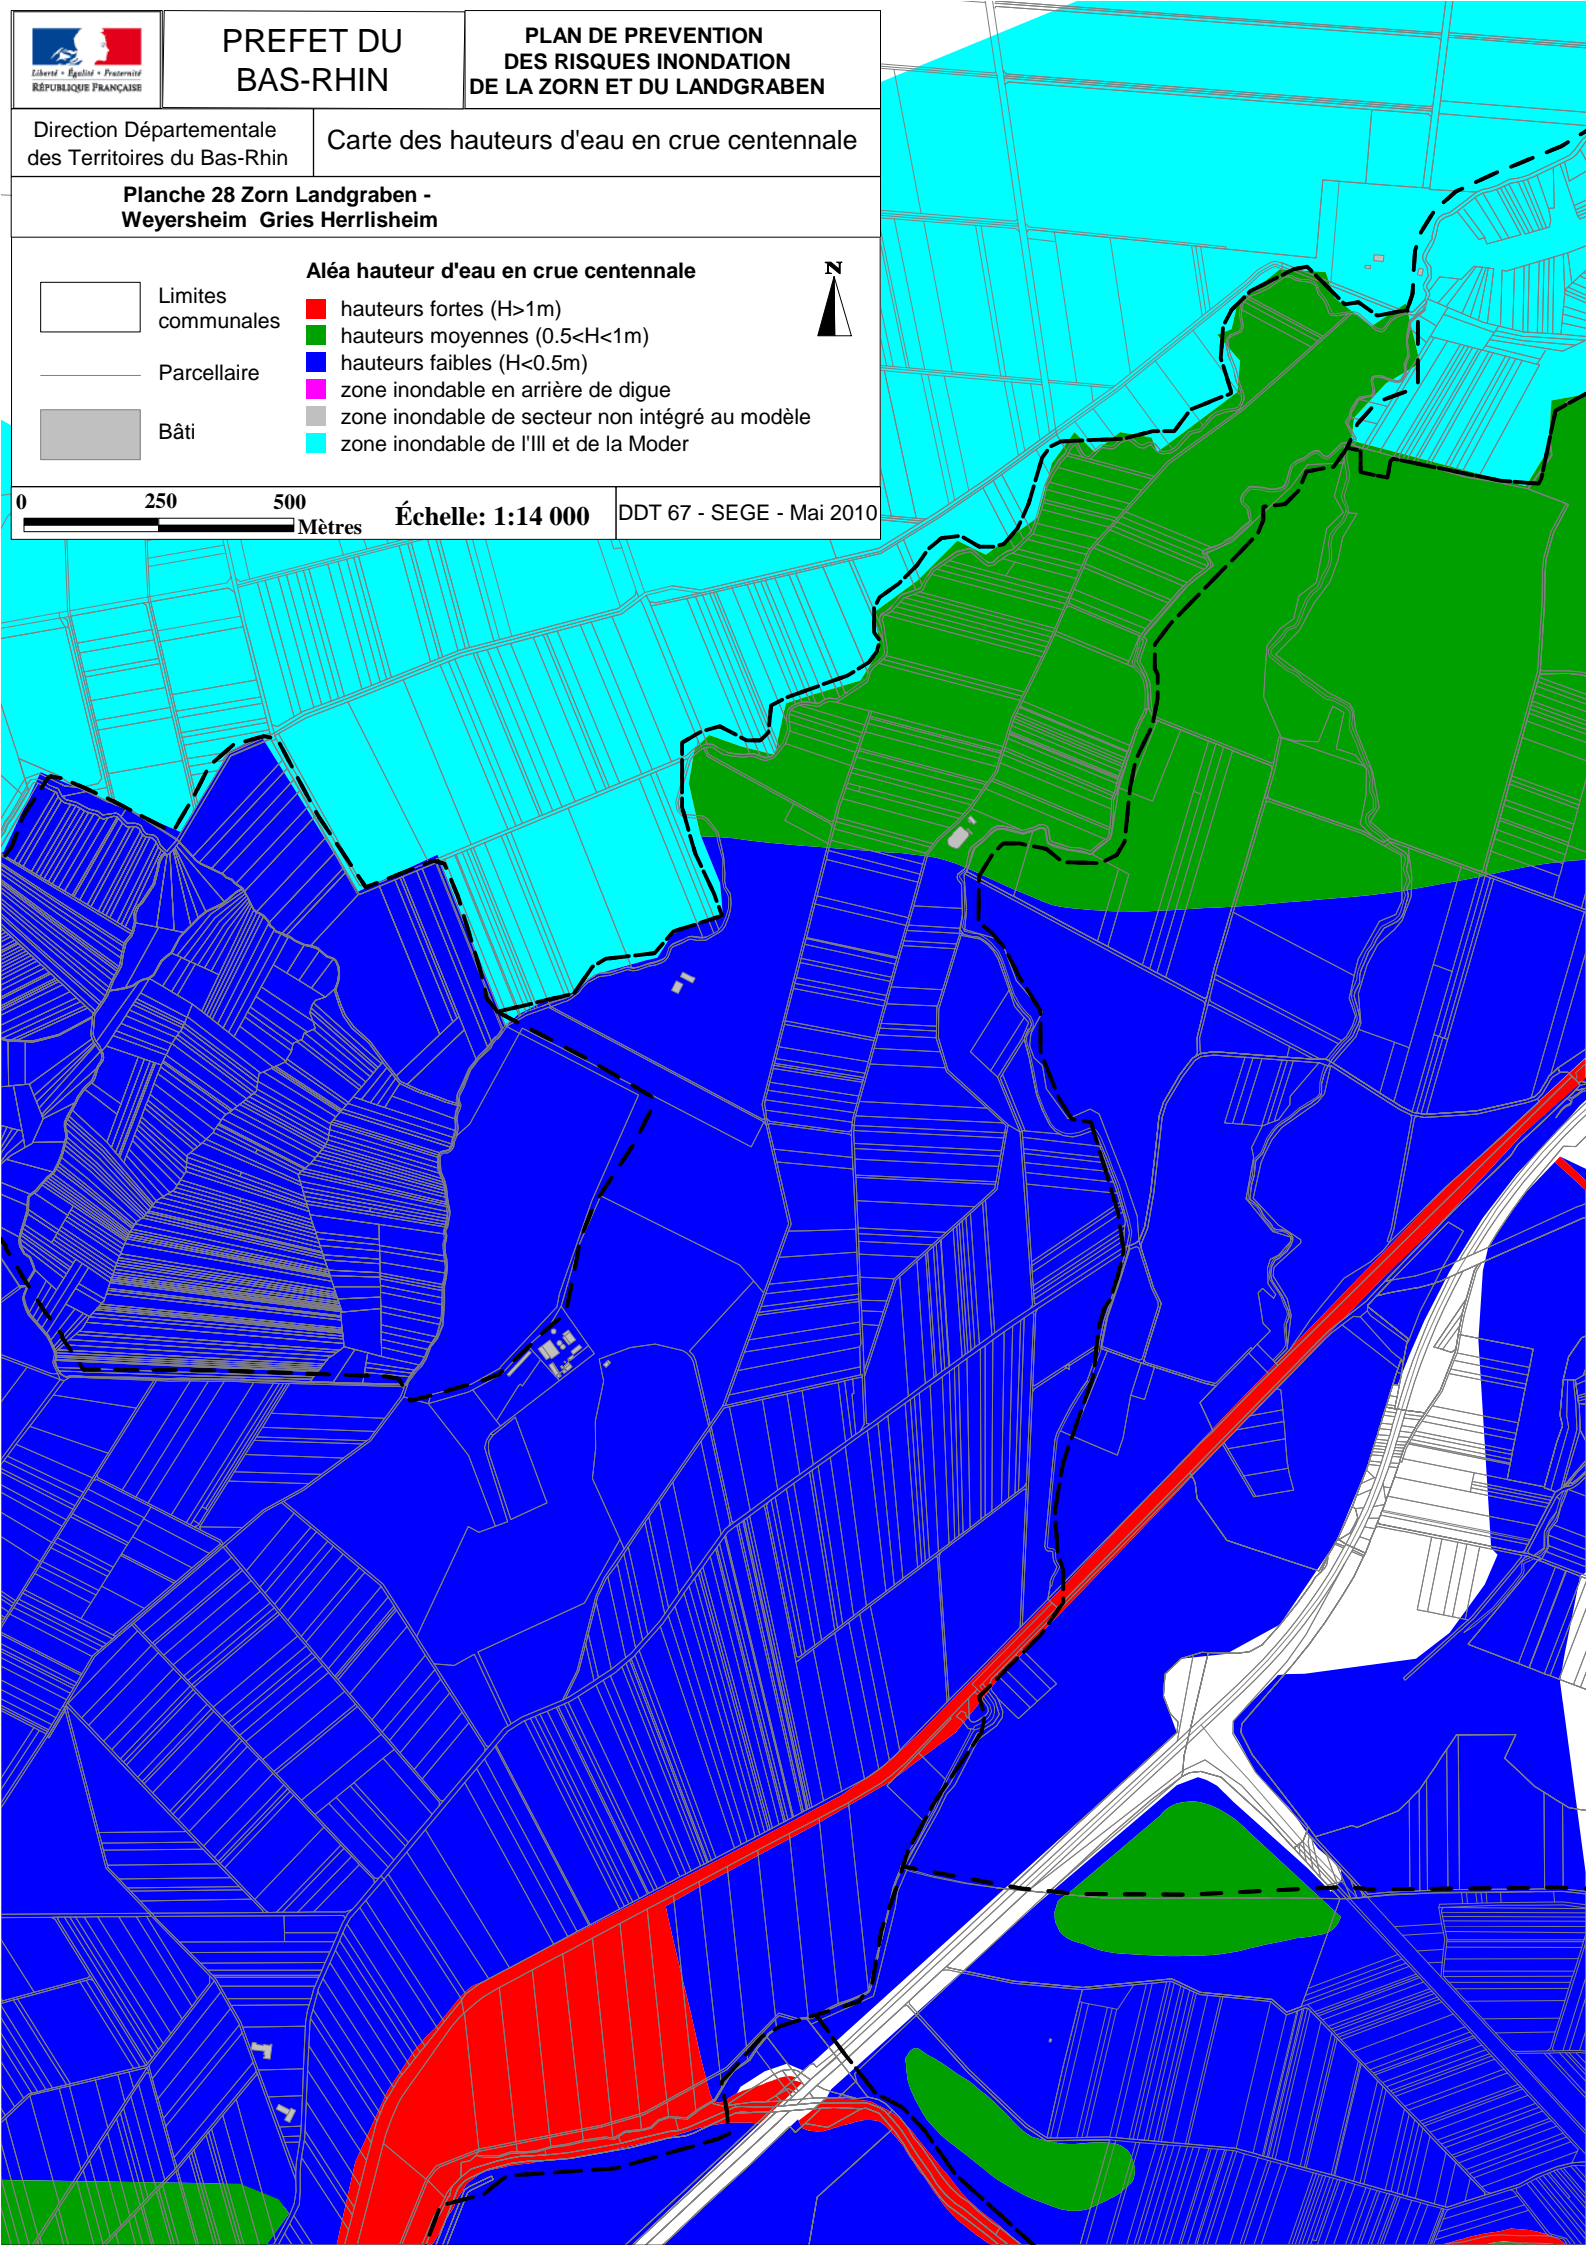 Liberté • Égalité • Fraternité
RÉPUBLIQUE FRANÇAISE
PREFET DU
BAS-RHIN
PLAN DE PREVENTION
DES RISQUES INONDATION
DE LA ZORN ET DU LANDGRABEN
Direction Départementale
des Territoires du Bas-Rhin
Carte des hauteurs d'eau en crue centennale
Planche 28 Zorn Landgraben -
Weyersheim  Gries Herrlisheim
Limites
communales
Parcellaire
Bâti
Aléa hauteur d'eau en crue centennale
hauteurs fortes (H>1m)
hauteurs moyennes (0.5<H<1m)
hauteurs faibles (H<0.5m)
zone inondable en arrière de digue
zone inondable de secteur non intégré au modèle
zone inondable de l'Ill et de la Moder
N
0 250 500
Mètres
Échelle: 1:14 000
DDT 67 - SEGE - Mai 2010